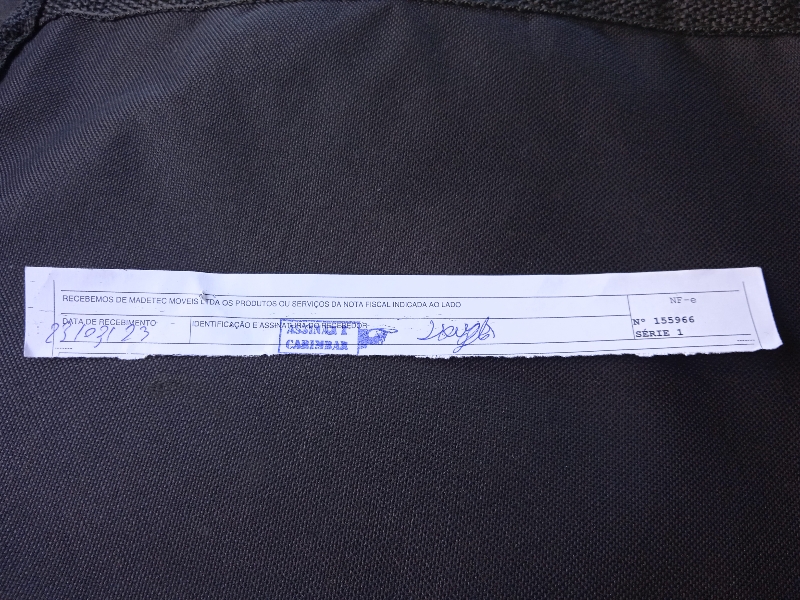 RECEBEMOS DE MADETEC MOVEIS LTDA OS PRODUTOS OU SERVIÇOS DA NOTA FISCAL INDICADA AO LADO
NF-e
Nº 155966
SÉRIE 1
DATA DE RECEBIMENTO
IDENTIFICAÇÃO E ASSINATURA DO RECEBEDOR
CARIMBAR